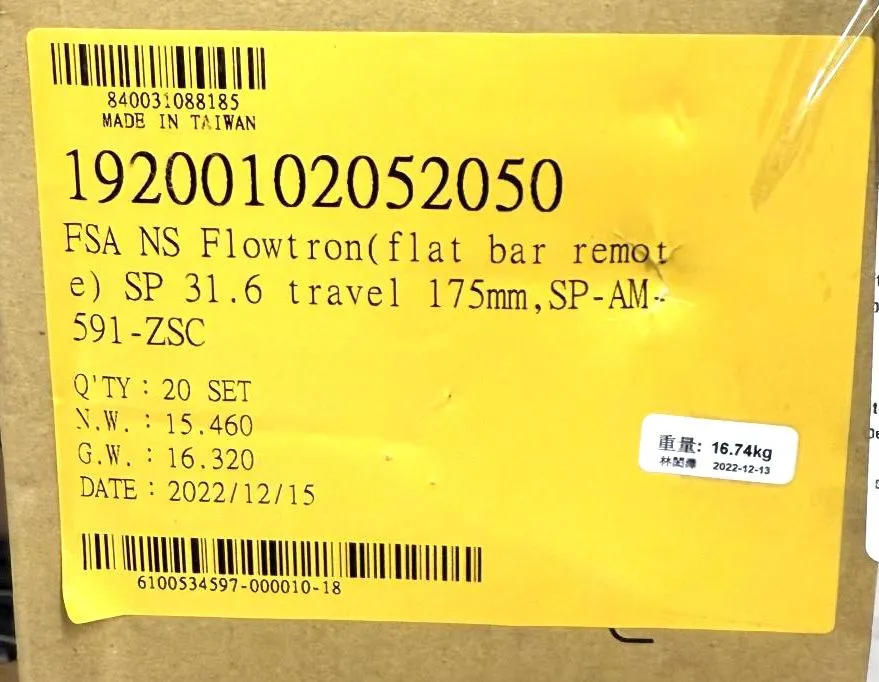 840031088185
MADE IN TAIWAN
19200102052050
FSA NS Flowtron(flat bar remot
e) SP 31.6 travel 175mm,SP-AM-
591-ZSC
Q'TY : 20 SET
N.W. : 15.460
G.W. : 16.320
DATE : 2022/12/15
重量: 16.74kg
2022-12-13
6100534597-000010-18